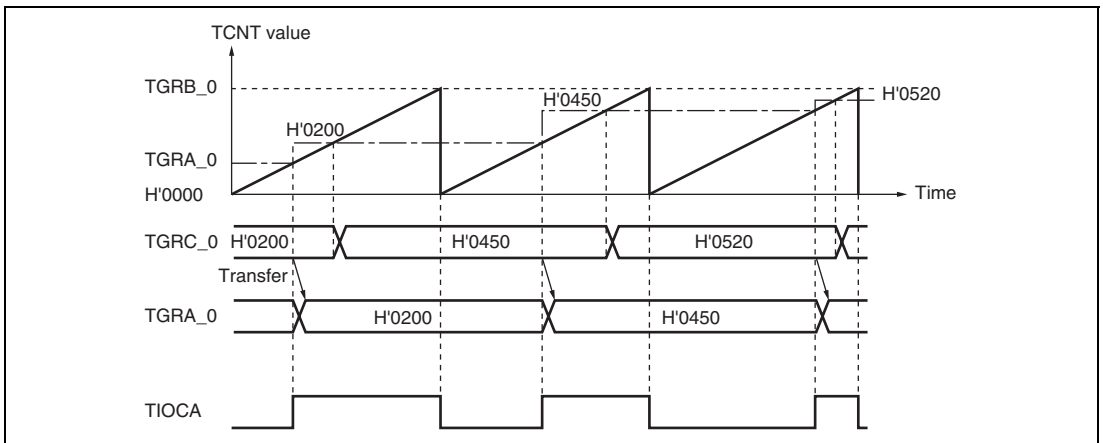 TCNT value
TGRB_0
H'0450
H'0520
H'0200
TGRA_0
H'0000
Time
TGRC_0
H'0200
H'0450
H'0520
Transfer
TGRA_0
H'0200
H'0450
TIOCA